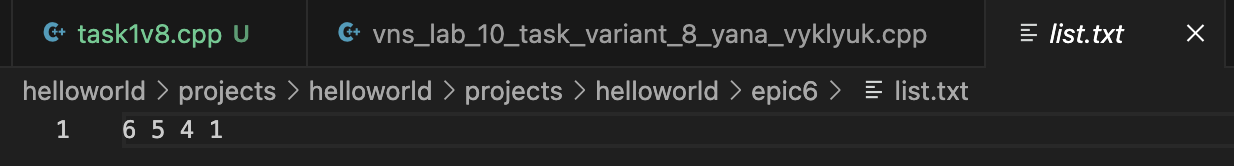 task1v8.cpp U vns_lab_10_task_variant_8_yana_vyklyuk.cpp list.txt
helloworld > projects > helloworld > projects > helloworld > epic6 > list.txt
1 6 5 4 1